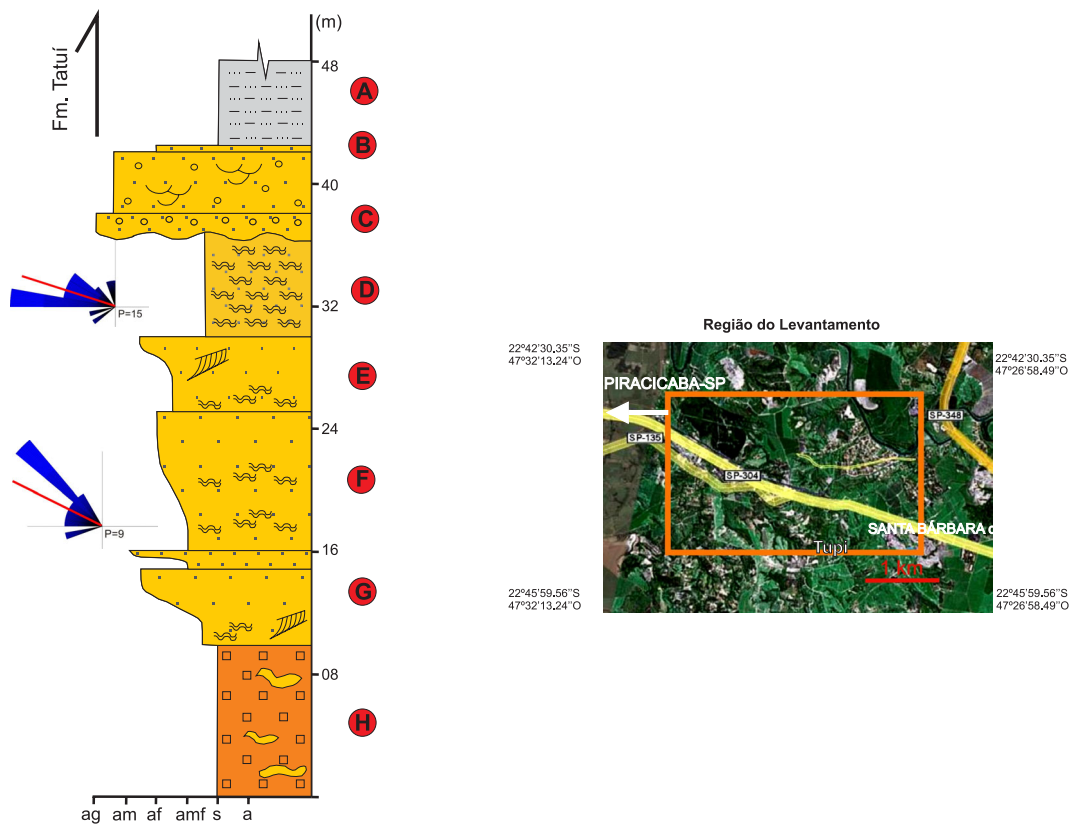 (m)
Fm. Tatuí
48
A
B
40
C
D
32
P=15
E
24
F
P=9
16
G
08
H
ag am af amf s a
Região do Levantamento
22º42'30.35''S
47º32'13.24''O
22º42'30.35''S
47º26'58.49''O
PIRACICABA-SP
SP-348
SP-135
SP-304
SANTA BÁRBARA
Tupi
1 km
22º45'59.56''S
47º32'13.24''O
22º45'59.56''S
47º26'58.49''O